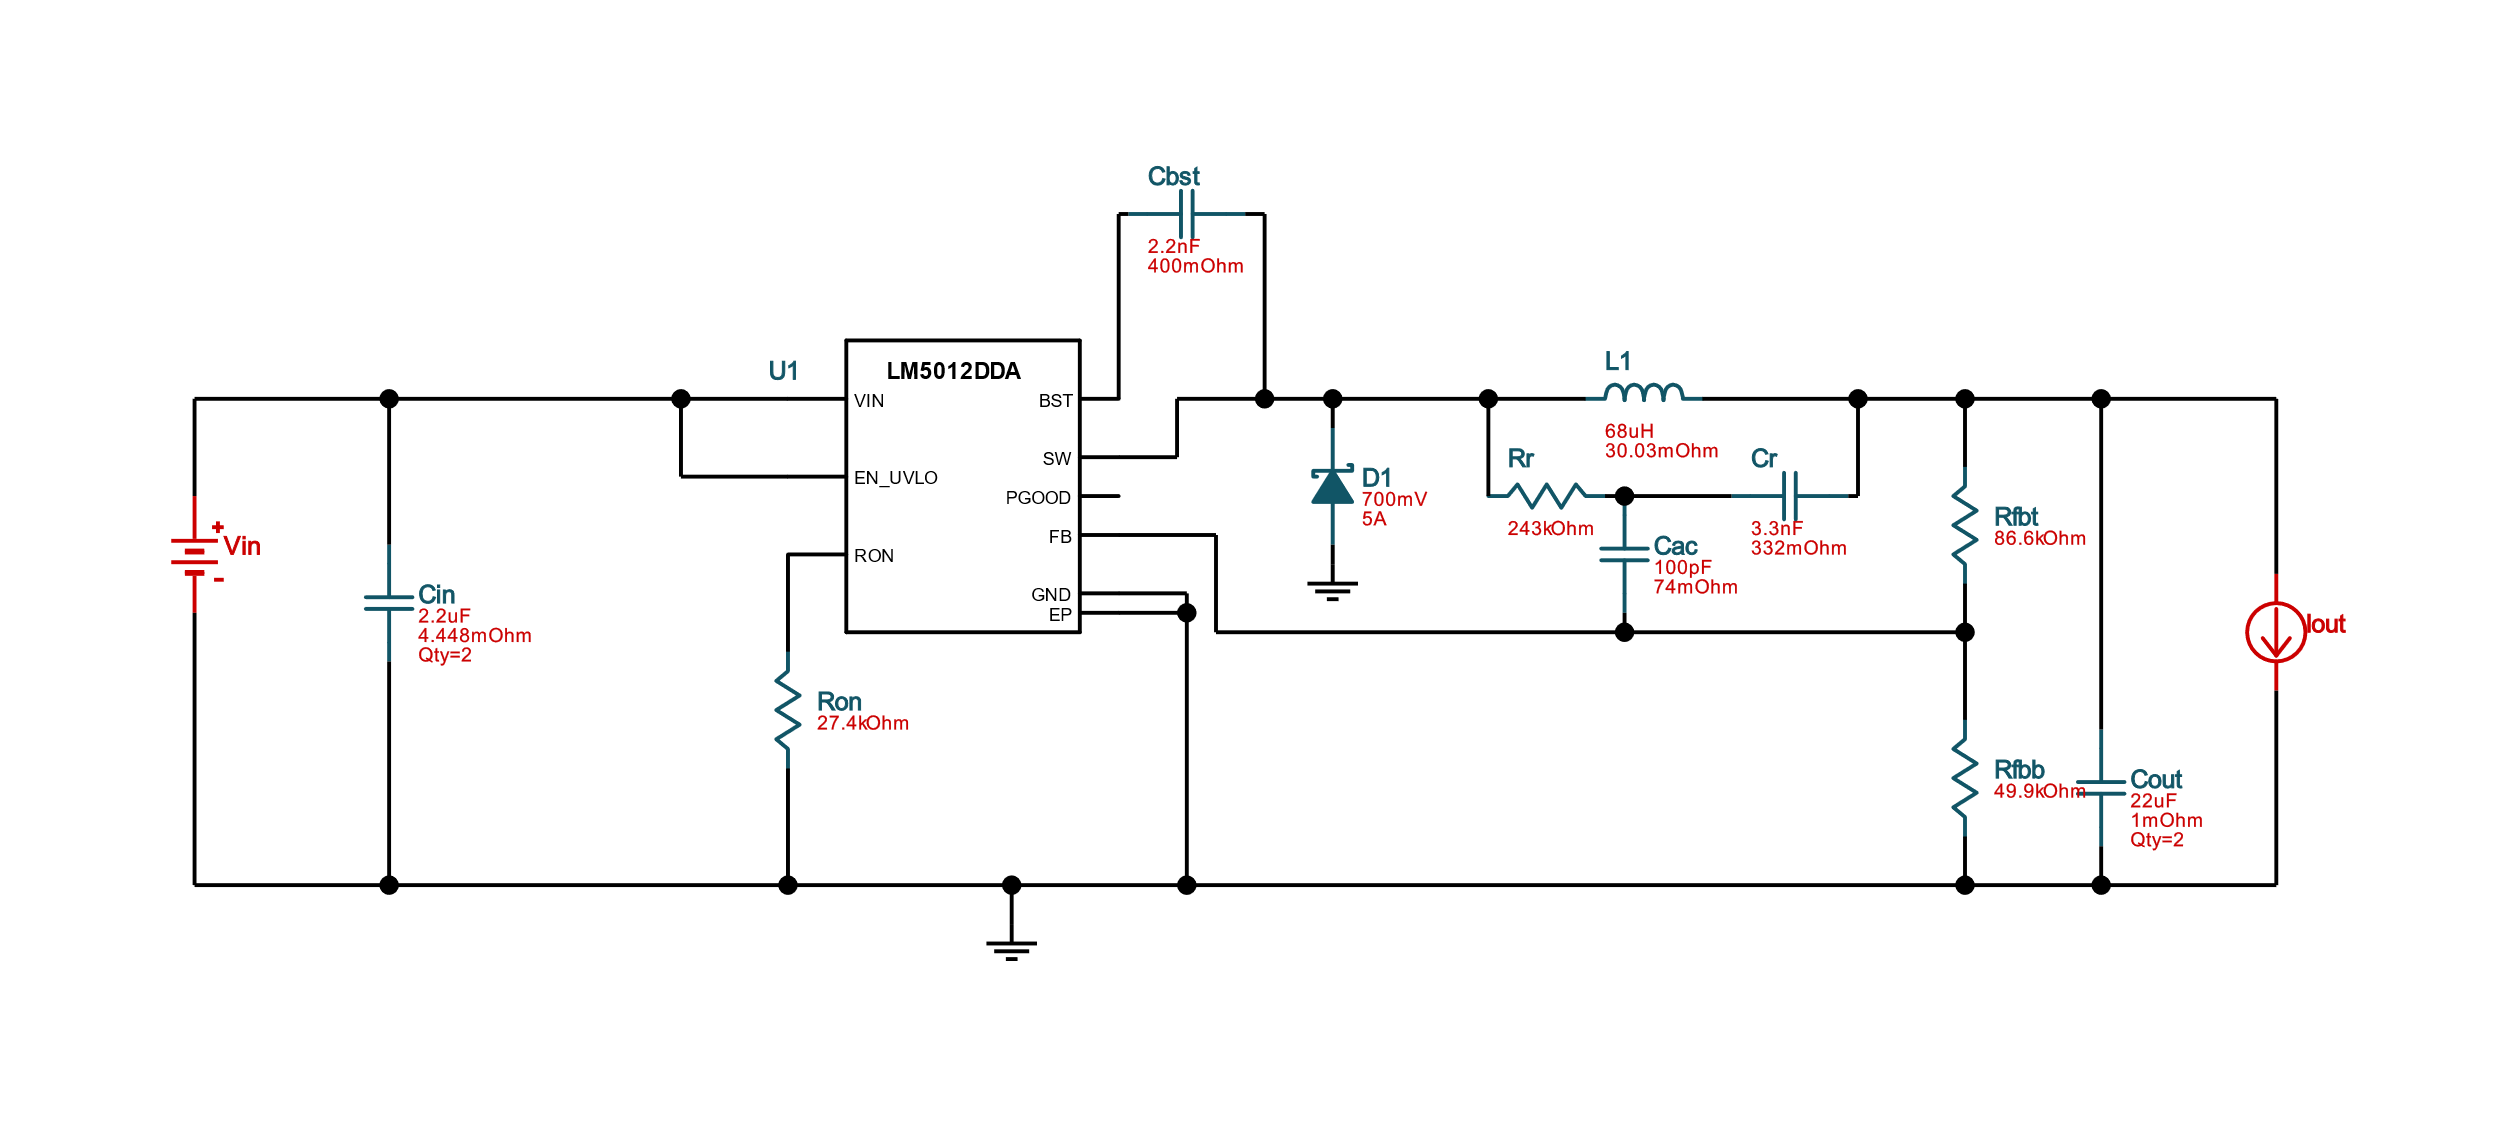 Cbst
2.2nF
400mOhm
U1
LM5012DDA
VIN
BST
EN_UVLO
SW
PGOOD
FB
RON
GND
EP
L1
68uH
30.03mOhm
Rr
243kOhm
Cr
3.3nF
332mOhm
D1
700mV
5A
Cac
100pF
74mOhm
Rfbt
86.6kOhm
+
Vin
-
Cin
2.2uF
4.448mOhm
Qty=2
Iout
Ron
27.4kOhm
Rfbb
49.9kOhm
Cout
22uF
1mOhm
Qty=2